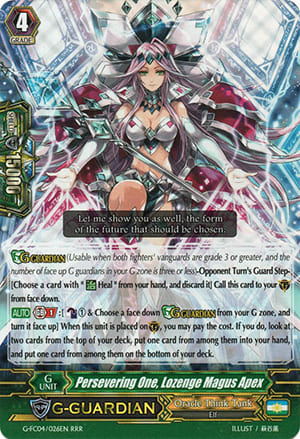 4
GRADE
SHIELD
15000
Let me show you as well, the form
of the future that should be chosen.
G GUARDIAN (Usable when both fighters' vanguards are grade 3 or greater, and the
number of face up G guardians in your G zone is three or less)-Opponent Turn's Guard Step-
[Choose a card with " Heal " from your hand, and discard it] Call this card to your
from face down.
AUTO 1 : & Choose a face down G GUARDIAN from your G zone, and
turn it face up] When this unit is placed on , you may pay the cost. If you do, look at
two cards from the top of your deck, put one card from among them into your
hand, and put one card from among them on the bottom of your deck.
G
UNIT
Persevering One, Lozenge Magus Apex
G-GUARDIAN
Oracle Think Tank
Elf
G-FC04/026EN RRR
ILLUST / 萩谷薫